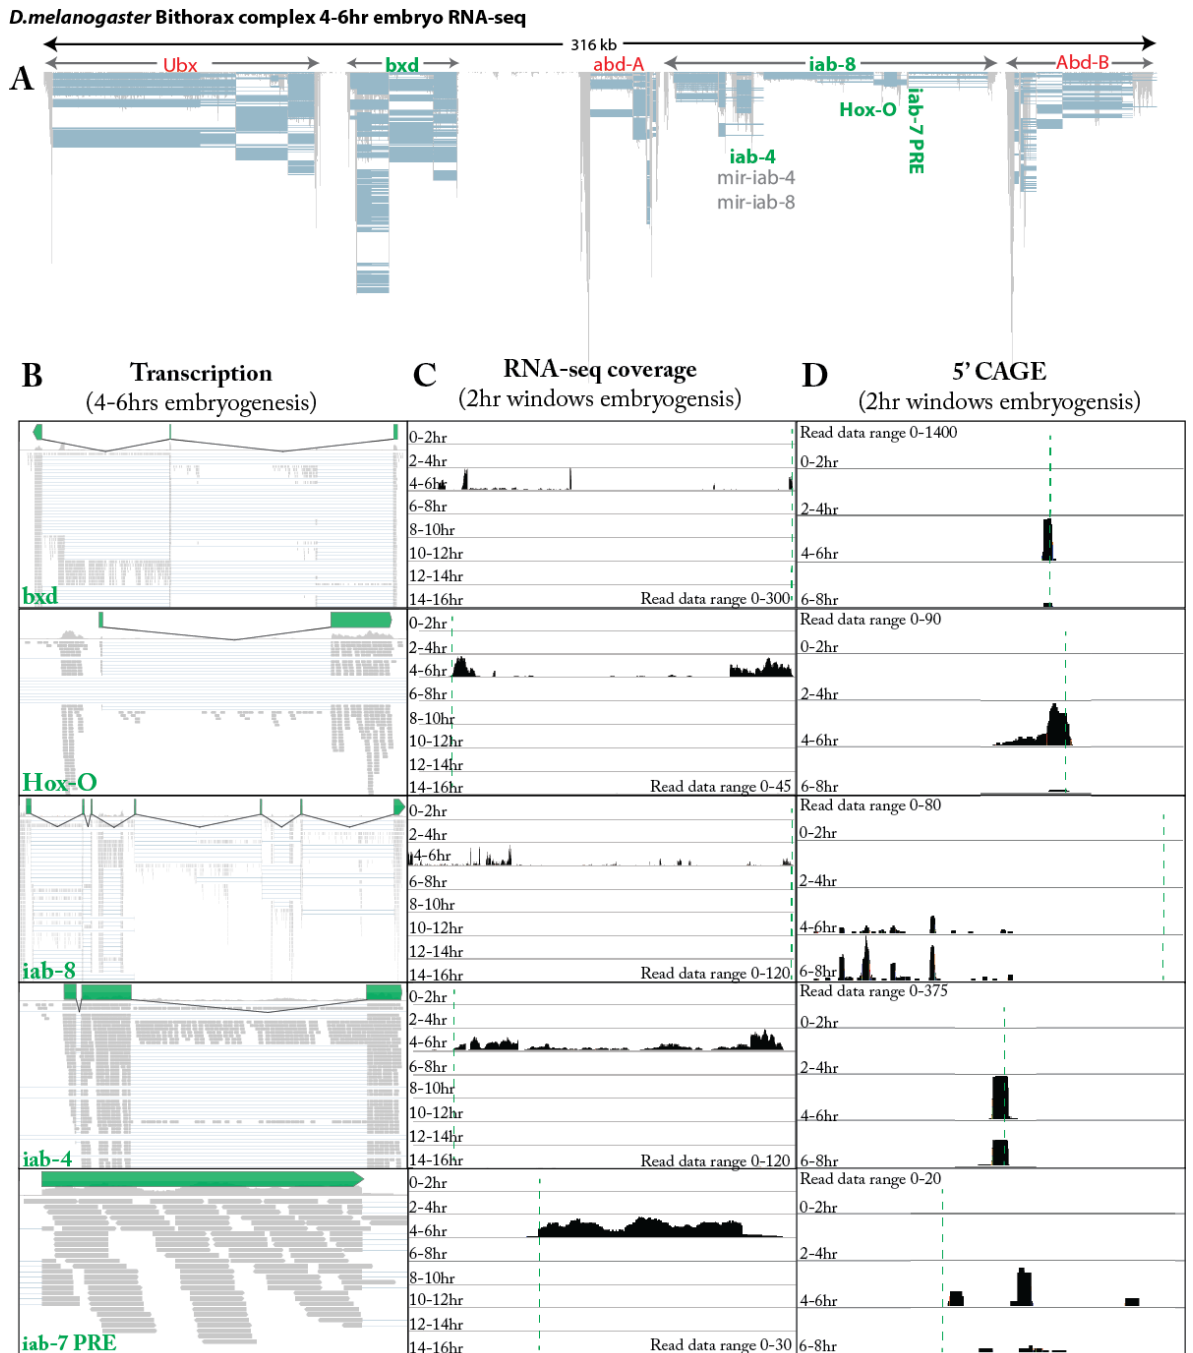 D.melanogaster Bithorax complex 4-6hr embryo RNA-seq
316 kb
A
Ubx
bxd
abd-A
iab-8
Abd-B
Hox-O
iab-7 PRE
iab-4
mir-iab-4
mir-iab-8
B
Transcription
(4-6hrs embryogenesis)
C
RNA-seq coverage
(2hr windows embryogensis)
D
5' CAGE
(2hr windows embryogensis)
bxd
0-2hr
2-4hr
4-6hr
6-8hr
8-10hr
10-12hr
12-14hr
14-16hr
Read data range 0-300
Read data range 0-1400
0-2hr
2-4hr
4-6hr
6-8hr
Hox-O
0-2hr
2-4hr
4-6hr
6-8hr
8-10hr
10-12hr
12-14hr
14-16hr
Read data range 0-45
Read data range 0-90
0-2hr
2-4hr
4-6hr
6-8hr
iab-8
0-2hr
2-4hr
4-6hr
6-8hr
8-10hr
10-12hr
12-14hr
14-16hr
Read data range 0-120
Read data range 0-80
0-2hr
2-4hr
4-6hr
6-8hr
iab-4
0-2hr
2-4hr
4-6hr
6-8hr
8-10hr
10-12hr
12-14hr
14-16hr
Read data range 0-120
Read data range 0-375
0-2hr
2-4hr
4-6hr
6-8hr
iab-7 PRE
0-2hr
2-4hr
4-6hr
6-8hr
8-10hr
10-12hr
12-14hr
14-16hr
Read data range 0-30
Read data range 0-20
0-2hr
2-4hr
4-6hr
6-8hr